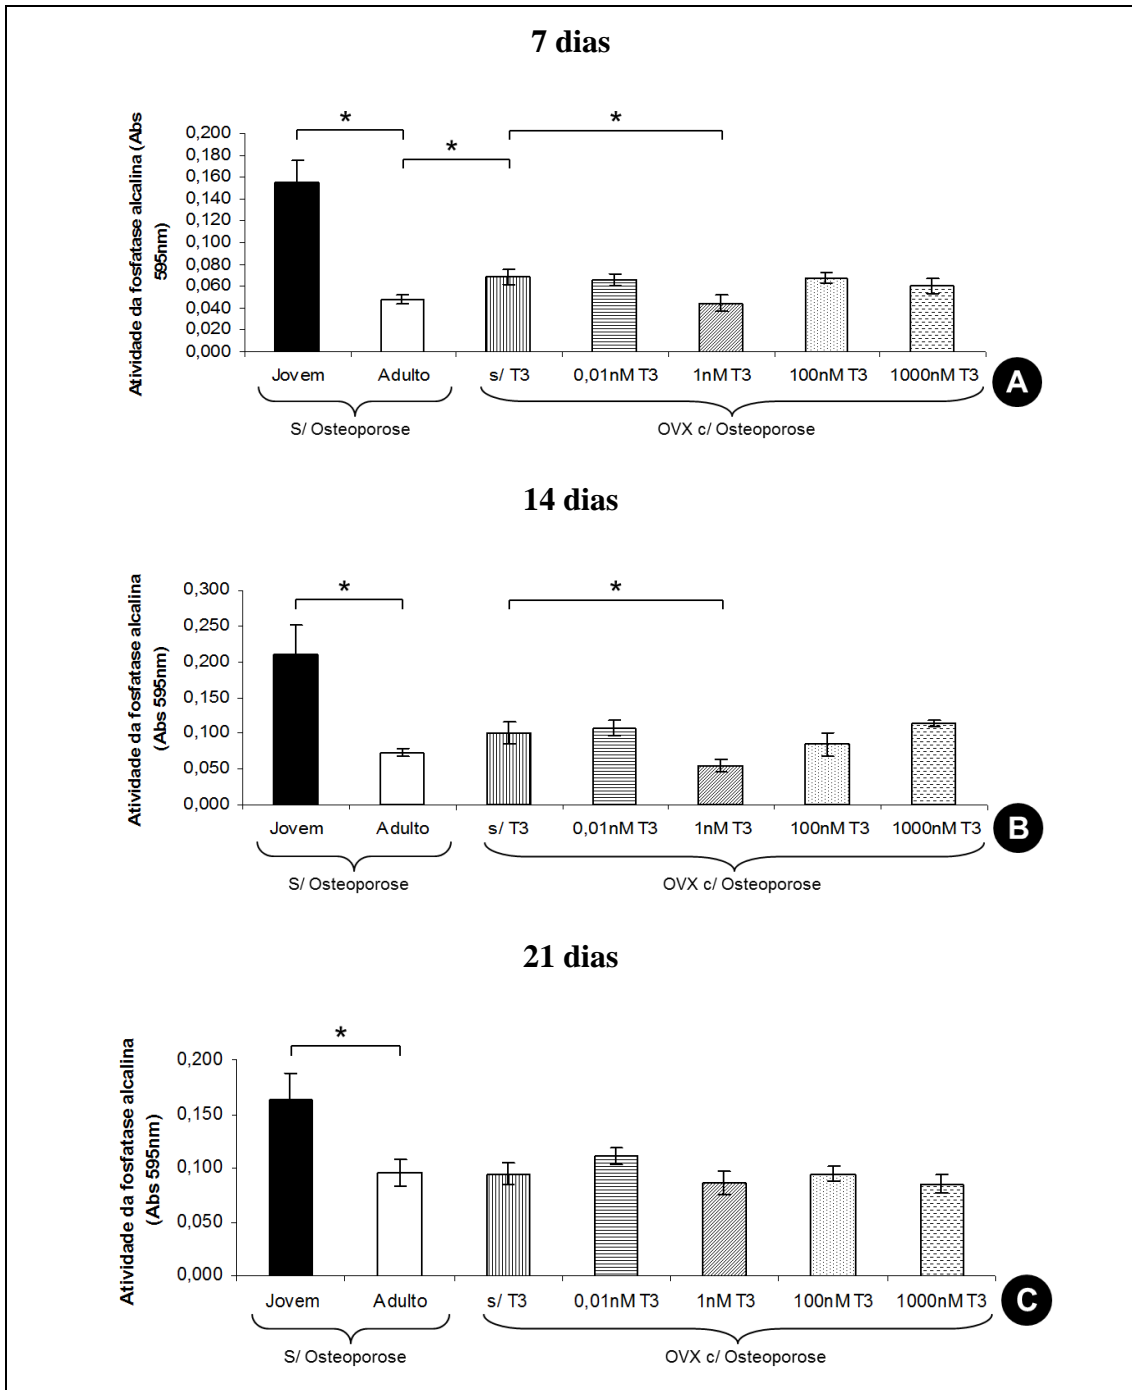 7 dias
Atividade da fosfatase alcalina (Abs
595nm)
*
*
*
0,200
0,180
0,160
0,140
0,120
0,100
0,080
0,060
0,040
0,020
0,000
Jovem Adulto s/ T3 0,01nM T3 1nM T3 100nM T3 1000nM T3
A
S/ Osteoporose OVX c/ Osteoporose
14 dias
Atividade da fosfatase alcalina
(Abs 595nm)
*
*
0,300
0,250
0,200
0,150
0,100
0,050
0,000
Jovem Adulto s/ T3 0,01nM T3 1nM T3 100nM T3 1000nM T3
B
S/ Osteoporose OVX c/ Osteoporose
21 dias
Atividade da fosfatase alcalina
(Abs 595nm)
*
0,200
0,150
0,100
0,050
0,000
Jovem Adulto s/ T3 0,01nM T3 1nM T3 100nM T3 1000nM T3
C
S/ Osteoporose OVX c/ Osteoporose